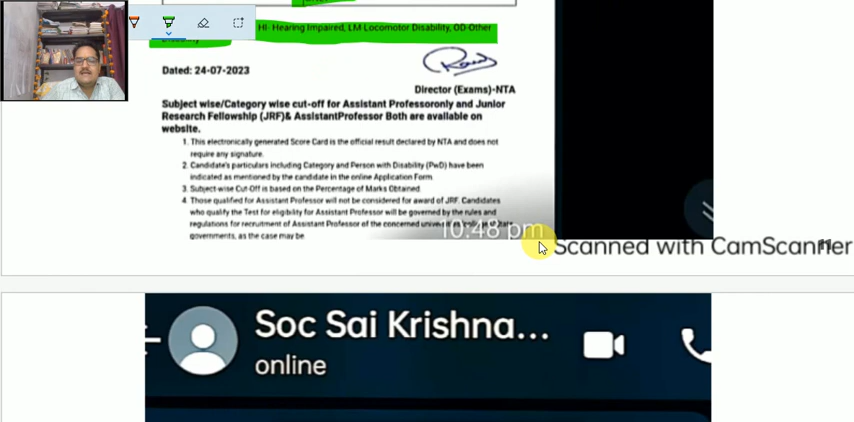 HI- Hearing Impaired, LM Locomotor Disability, OD-Other
Dated: 24-07-2023
Director (Exams)-NTA
Subject wise/Category wise cut-off for Assistant Professoronly and Junior
Research Fellowship (JRF)& AssistantProfessor Both are available on
website.
1. This electronically generated Score Card is the official result declared by NTA and does not
require any signature.
2. Candidate's particulars including Category and Person with Disability (PwD) have been
indicated as mentioned by the candidate in the online Application Form.
3. Subject-wise Cut-Off is based on the Percentage of Marks Obtained.
4. Those qualified for Assistant Professor will not be considered for award of JRF. Candidates
who qualify the Test for eligibility for Assistant Professor will be governed by the rules and
regulations for recruitment of Assistant Professor of the concerned State
governments, as the case may be
10:48 pm
Scanned with CamScanner
Soc Sai Krishna...
online